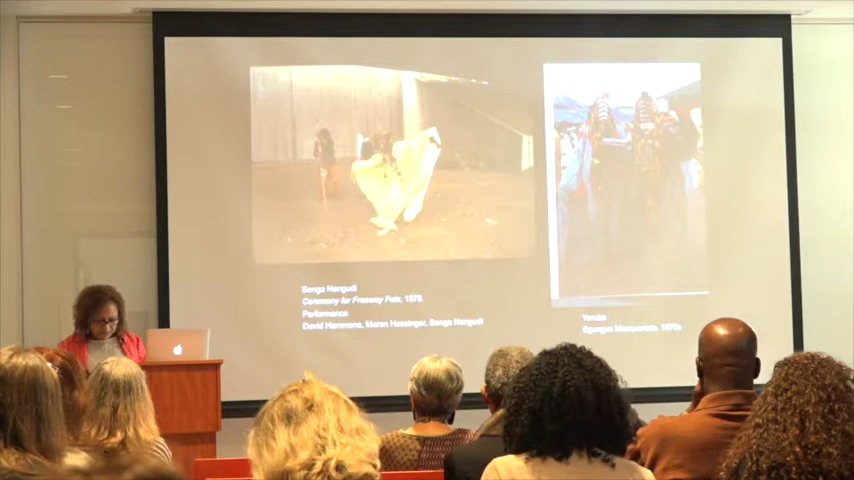 Senga Nengudi
Ceremony for Freeway Fets, 1978
Performance
David Hammons, Maren Hassinger, Senga Nengudi
Yoruba
Egungun Masquerade, 1970s